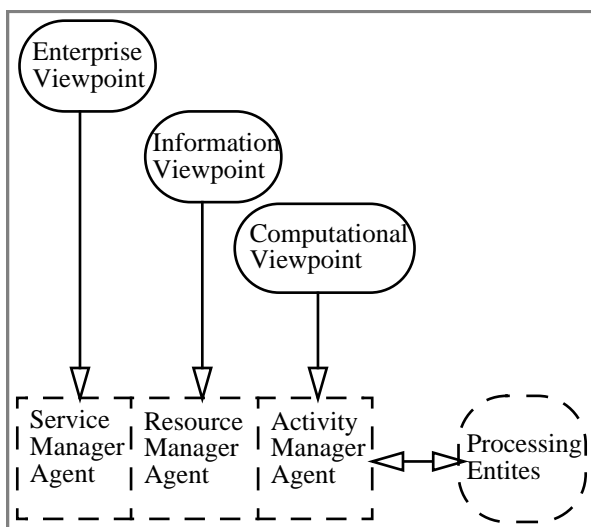 Enterprise
Viewpoint
Information
Viewpoint
Computational
Viewpoint
Service
Manager
Agent
Resource
Manager
Agent
Activity
Manager
Agent
Processing
Entites